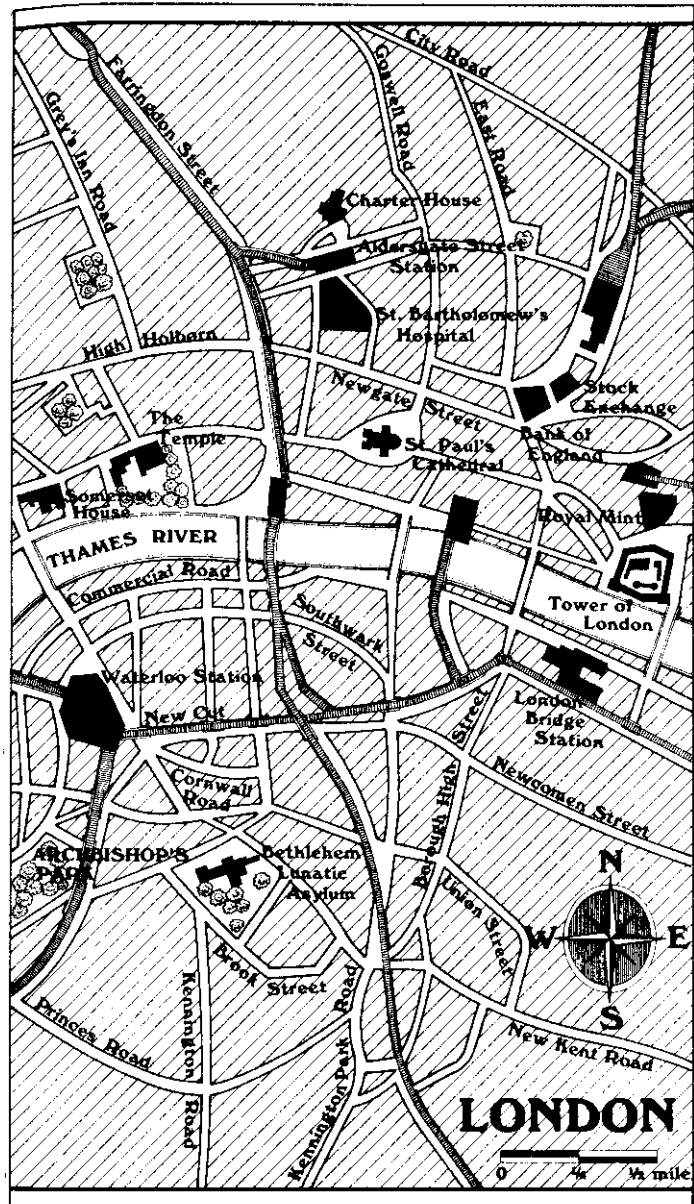 City Road
Goswell Road
Farringdon Street
East Road
Grey's Inn Road
Charter House
Aldershate Street
Station
St. Bartholomew's
Hospital
High Holborn
Newgate Street
Stock
Exchange
The
Temple
St. Paul's
Cathedral
Bank of
England
Somerset
House
Royal Mint
THAMES RIVER
Commercial Road
Tower of
London
Southwark
Street
Waterloo Station
New Cut
London
Bridge
Station
Cornwall
Road
Borough High Street
Newcomen Street
ARCHBISHOP'S
PARK
Bethlehem
Lunatic
Asylum
Union Street
N
W E
S
Brook Street
Kennington Road
Princes Road
Kennington Park Road
New Kent Road
LONDON
0 ¼ ½ mile